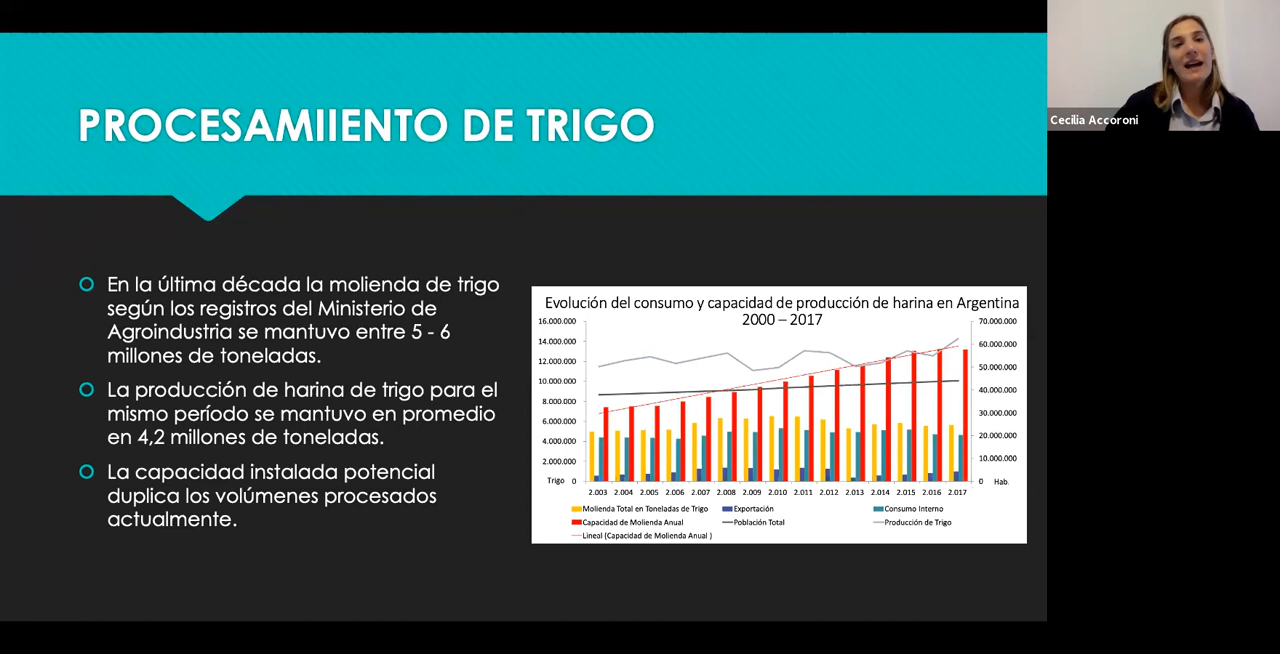 PROCESAMIIENTO DE TRIGO
Cecilia Accoroni
En la última década la molienda de trigo
según los registros del Ministerio de
Agroindustria se mantuvo entre 5 - 6
millones de toneladas.
La producción de harina de trigo para el
mismo período se mantuvo en promedio
en 4,2 millones de toneladas.
La capacidad instalada potencial
duplica los volúmenes procesados
actualmente.
Evolución del consumo y capacidad de producción de harina en Argentina
2000 – 2017
16.000.000
14.000.000
12.000.000
10.000.000
8.000.000
6.000.000
4.000.000
2.000.000
Trigo 0
70.000.000
60.000.000
50.000.000
40.000.000
30.000.000
20.000.000
10.000.000
0 Hab.
2.003 2.004 2.005 2.006 2.007 2.008 2.009 2.010 2.011 2.012 2.013 2.014 2.015 2.016 2.017
Molienda Total en Toneladas de Trigo Exportación Consumo Interno
Capacidad de Molienda Anual Población Total Producción de Trigo
Lineal (Capacidad de Molienda Anual )